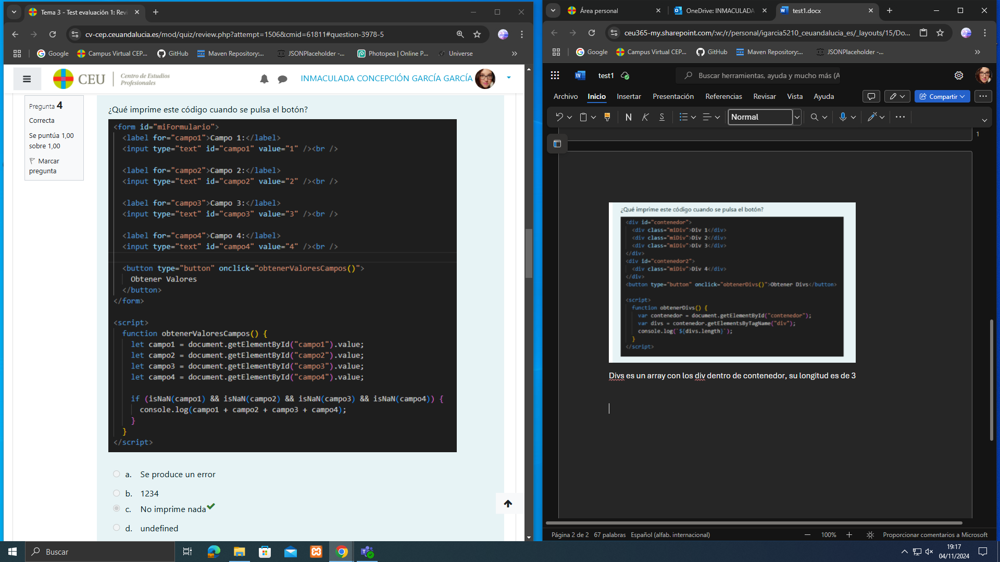 Tema 3 - Test evaluación 1: Revi
cv-cep.ceuandalucia.es/mod/quiz/review.php?attempt=1506&cmid=61811#question-3978-5
Google
Campus Virtual CEP...
GitHub
Maven Repository:...
JSONPlaceholder -...
Photopea | Online P...
Universe
CEU
Centro de Estudios
Profesionales
INMACULADA CONCEPCIÓN GARCÍA GARCÍA
Pregunta 4
Correcta
Se puntúa 1,00
sobre 1,00
Marcar
pregunta
¿Qué imprime este código cuando se pulsa el botón?
<form id="miFormulario">
<label for="campo1">Campo 1:</label>
<input type="text" id="campo1" value="1" /><br />
<label for="campo2">Campo 2:</label>
<input type="text" id="campo2" value="2" /><br />
<label for="campo3">Campo 3:</label>
<input type="text" id="campo3" value="3" /><br />
<label for="campo4">Campo 4:</label>
<input type="text" id="campo4" value="4" /><br />
<button type="button" onclick="obtenerValoresCampos()">
Obtener Valores
</button>
</form>
<script>
function obtenerValoresCampos() {
let campo1 = document.getElementById("campo1").value;
let campo2 = document.getElementById("campo2").value;
let campo3 = document.getElementById("campo3").value;
let campo4 = document.getElementById("campo4").value;
if (isNaN(campo1) && isNaN(campo2) && isNaN(campo3) && isNaN(campo4)) {
console.log(campo1 + campo2 + campo3 + campo4);
}
}
</script>
a. Se produce un error
b. 1234
c. No imprime nada
d. undefined
Área personal
OneDrive: INMACULADA
test1.docx
ceu365-my.sharepoint.com/:w:/r/personal/igarcia5210_ceuandalucia_es/_layouts/15/Do...
Google
Campus Virtual CEP...
GitHub
Maven Repository:...
JSONPlaceholder -...
test1
Buscar herramientas, ayuda y mucho más (A
Archivo
Inicio
Insertar
Presentación
Referencias
Revisar
Vista
Ayuda
Compartir
N
K
S
Normal
1
¿Qué imprime este código cuando se pulsa el botón?
<div id="contenedor">
<div class="miDiv">Div 1</div>
<div class="miDiv">Div 2</div>
<div class="miDiv">Div 3</div>
</div>
<div id="contenedor2">
<div class="miDiv">Div 4</div>
</div>
<button type="button" onclick="obtenerDivs()">Obtener Divs</button>
<script>
function obtenerDivs() {
var contenedor = document.getElementById("contenedor");
var divs = contenedor.getElementsByTagName("div");
console.log(`${divs.length}`);
}
</script>
Divs es un array con los div dentro de contenedor, su longitud es de 3
Página 2 de 2
67 palabras
Español (alfab. internacional)
100%
Proporcionar comentarios a Microsoft
Buscar
19:17
04/11/2024